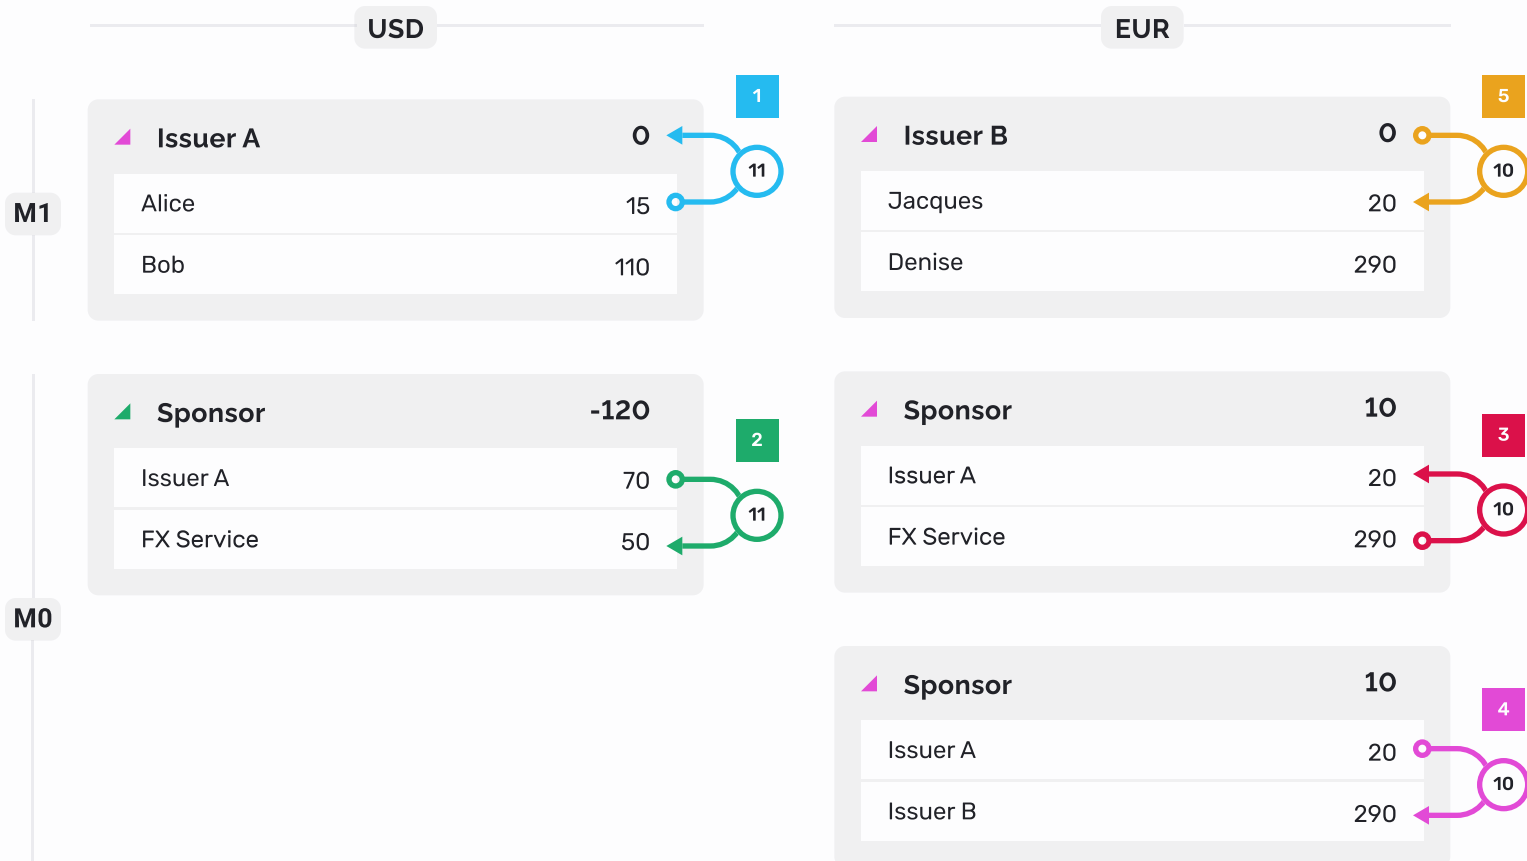 USD
EUR
1
5
Issuer A 0
Issuer B 0
11
10
M1
Alice 15
Jacques 20
Bob 110
Denise 290
Sponsor -120
Sponsor 10
2
3
Issuer A 70
Issuer A 20
11
10
FX Service 50
FX Service 290
M0
Sponsor 10
4
Issuer A 20
10
Issuer B 290